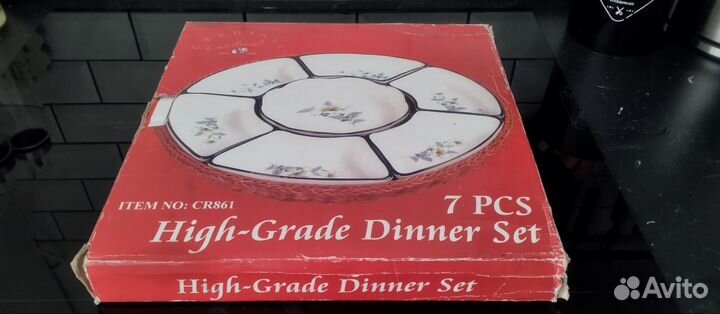 ITEM NO: CR861
7 PCS
High-Grade Dinner Set
High-Grade Dinner Set
Avito